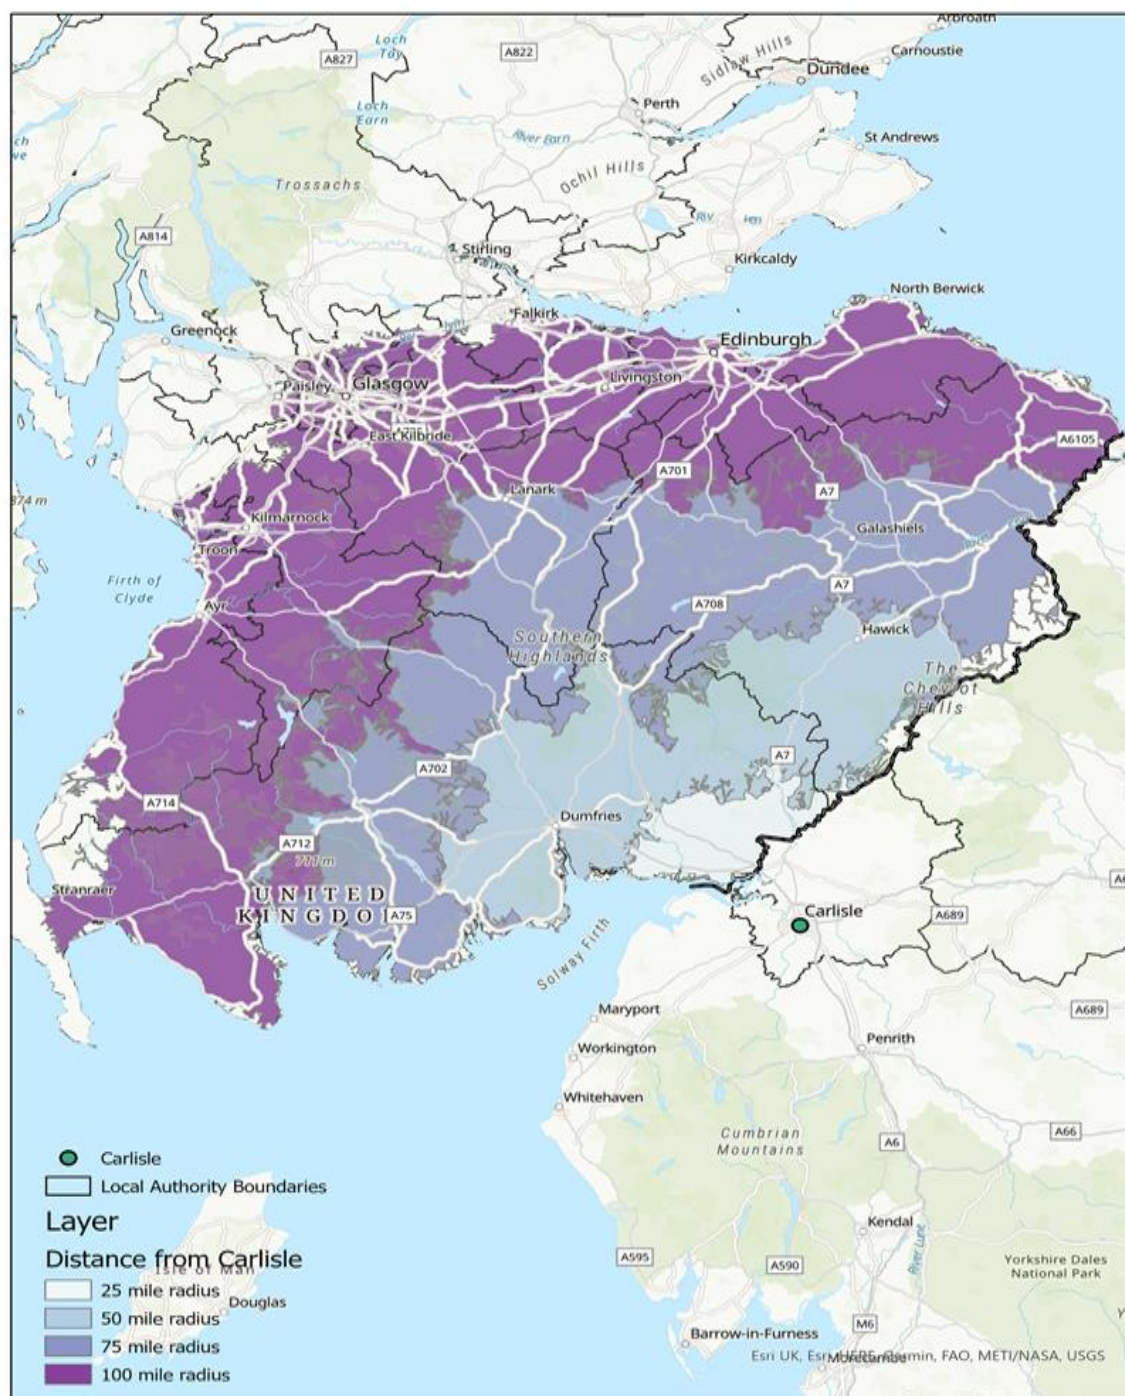 Arbroath
Loch
Tay
A827
A822
Sidlaw Hills
Carnoustie
Dundee
Loch
Earn
Perth
River Earn
St Andrews
Trossachs
Ochil Hills
A814
Stirling
Kirkcaldy
North Berwick
Greenock
Falkirk
Edinburgh
Paisley
Glasgow
Livingston
East Kilbride
A6105
A701
Lanark
A7
874 m
Kilmarnock
Galashiels
Troon
Firth of
Clyde
Ayr
A708
A7
Hawick
Southern
Highlands
The
Cheviot
Hills
A7
A702
A714
Dumfries
A712
711 m
Stranraer
UNITED
KINGDO
A75
Carlisle
A689
Solway Firth
Maryport
A689
Workington
Penrith
Whitehaven
Cumbrian
Mountains
A6
A66
Carlisle
Local Authority Boundaries
Layer
Distance from Carlisle
Isle of Man
25 mile radius
50 mile radius
75 mile radius
100 mile radius
Douglas
Kendal
River Lune
A595
A590
Yorkshire Dales
National Park
M6
Barrow-in-Furness
Morecambe
Esri UK, Esri, HERE, Garmin, FAO, METI/NASA, USGS